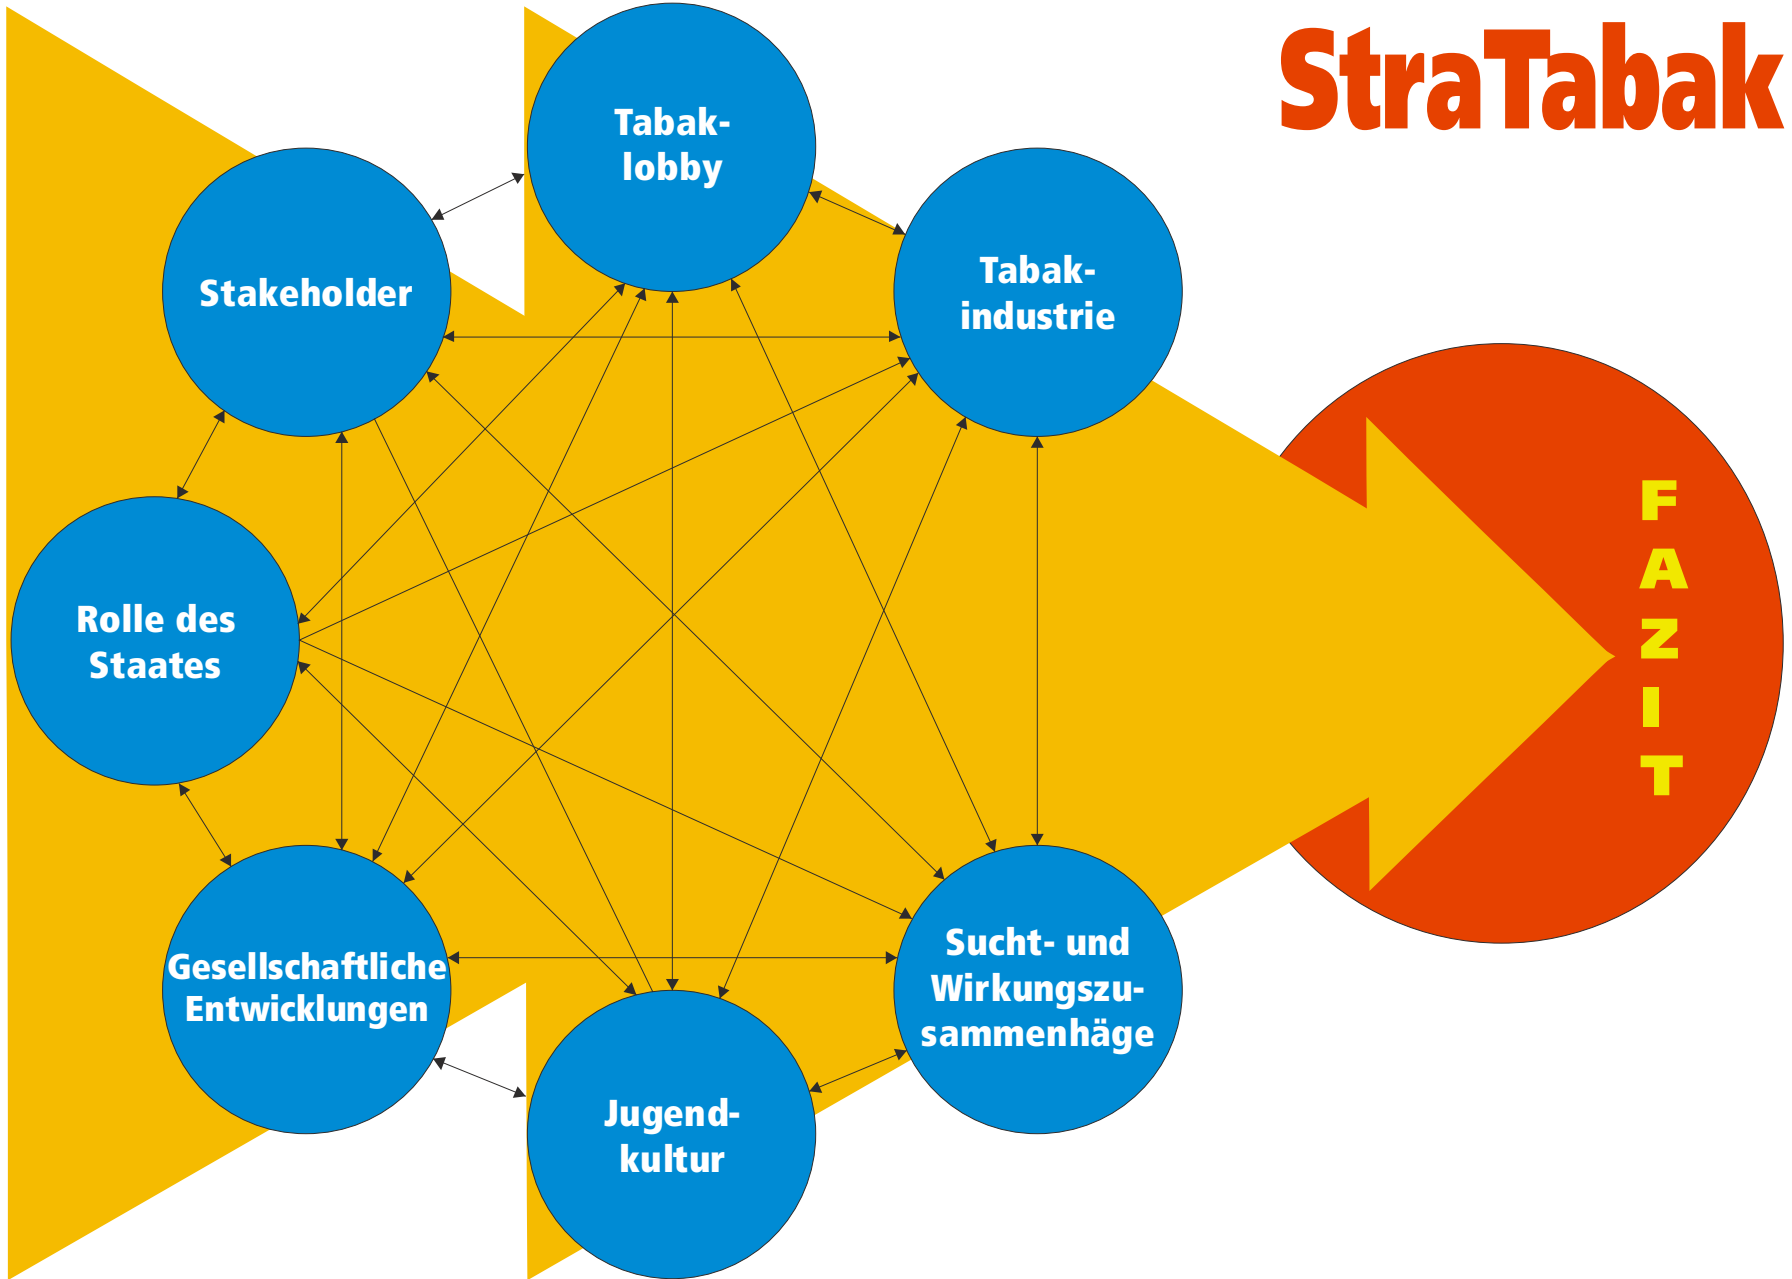 StraTabak
Tabak-
lobby
Tabak-
industrie
Stakeholder
Rolle des
Staates
Gesellschaftliche
Entwicklungen
Sucht- und
Wirkungszu-
sammenhäge
Jugend-
kultur
F
A
Z
I
T